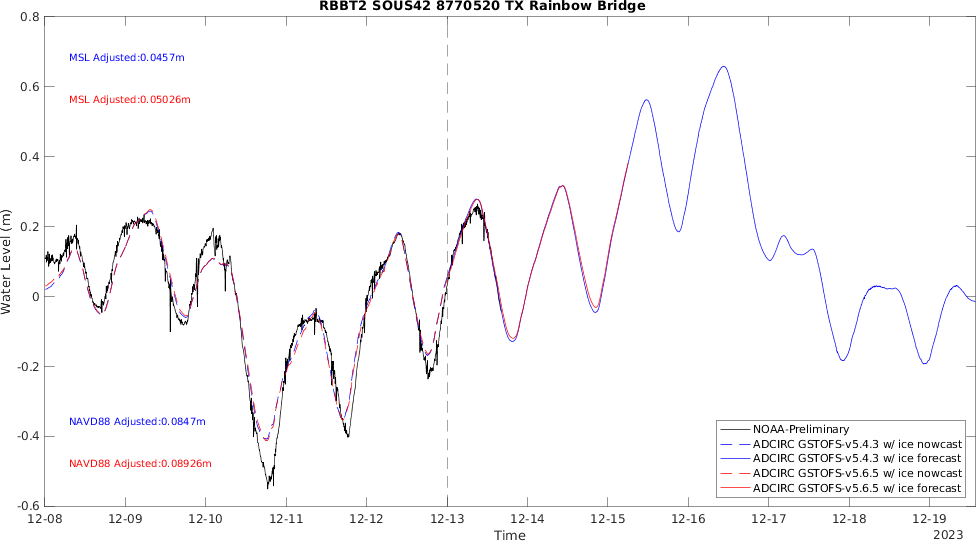 RBBT2 SOUS42 8770520 TX Rainbow Bridge
0.8
0.6
0.4
0.2
0
-0.2
-0.4
-0.6
Water Level (m)
MSL Adjusted:0.0457m
MSL Adjusted:0.05026m
NAVD88 Adjusted:0.0847m
NAVD88 Adjusted:0.08926m
NOAA-Preliminary
ADCIRC GSTOFS-v5.4.3 w/ ice nowcast
ADCIRC GSTOFS-v5.4.3 w/ ice forecast
ADCIRC GSTOFS-v5.6.5 w/ ice nowcast
ADCIRC GSTOFS-v5.6.5 w/ ice forecast
12-08 12-09 12-10 12-11 12-12 12-13 12-14 12-15 12-16 12-17 12-18 12-19
Time
2023